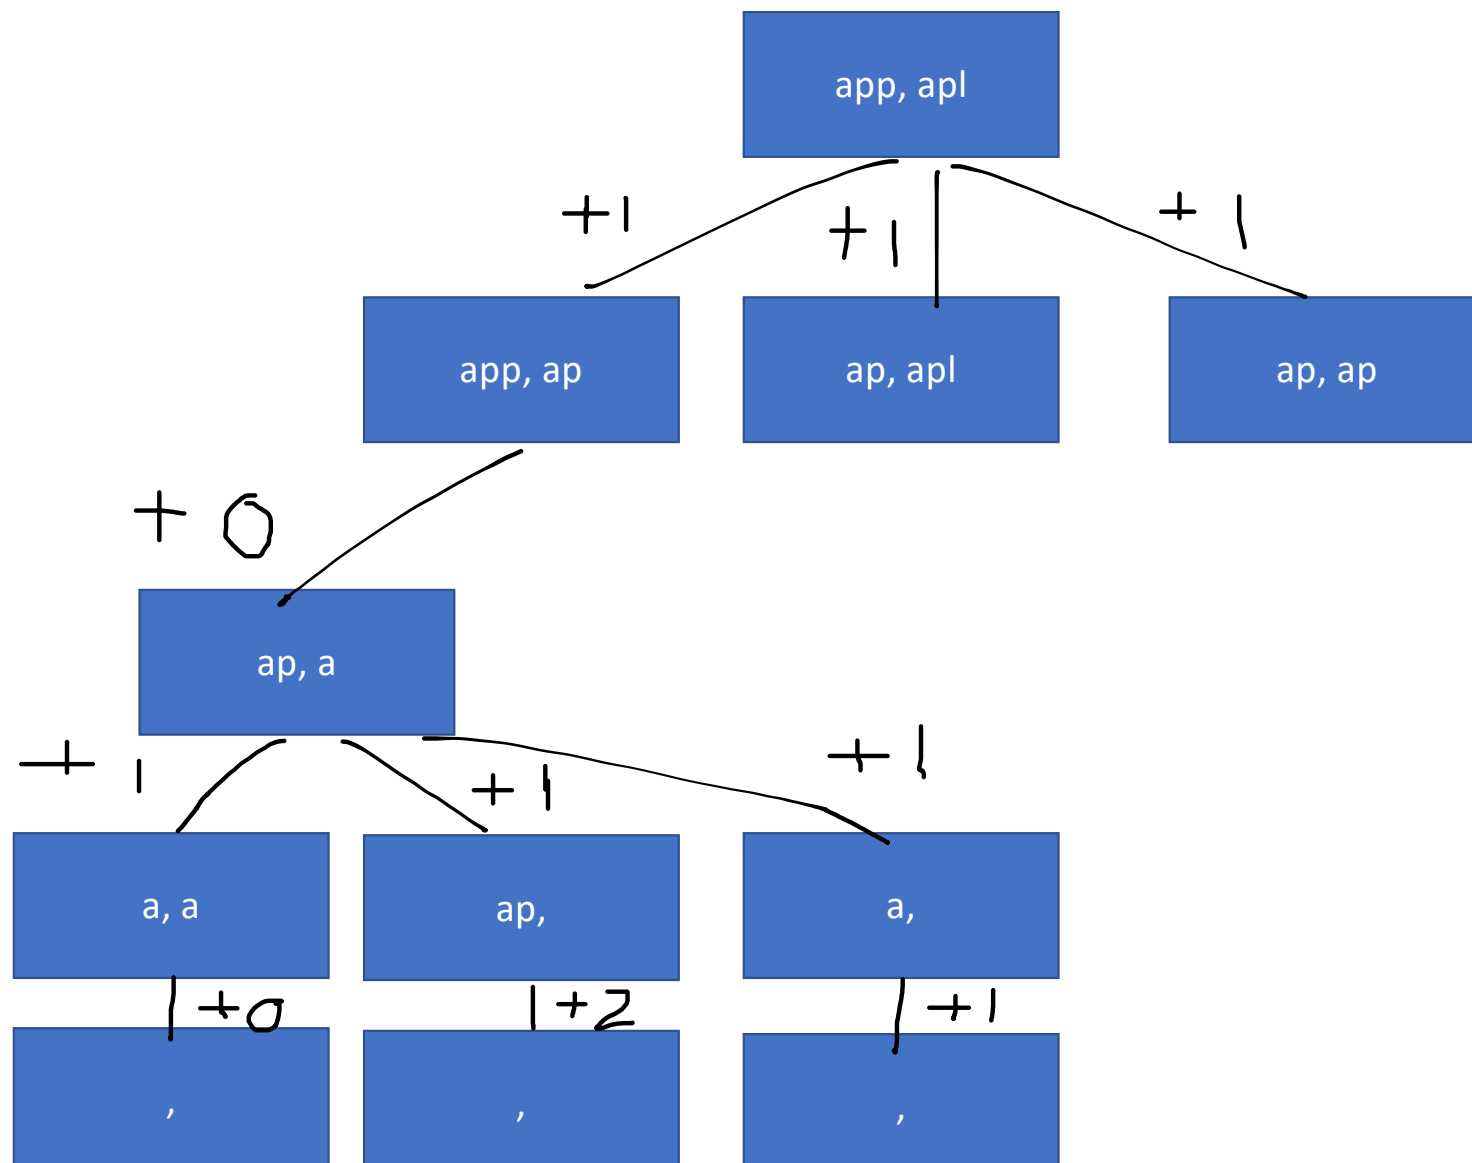 app, apl
+1
+1
+1
app, ap
ap, apl
ap, ap
+0
ap, a
+1
+1
+1
a, a
ap,
a,
+0
+2
+1
,
,
,